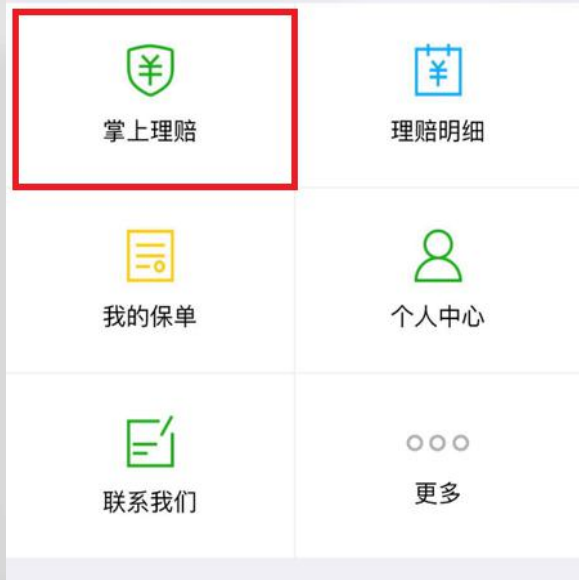 掌上理赔
理赔明细
我的保单
个人中心
联系我们
更多